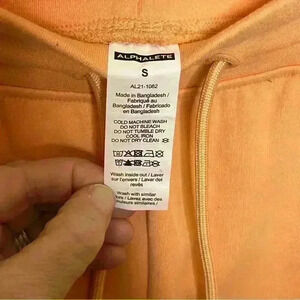 ALPHALETE
S
AL21-1082
Made in Bangladesh /
Fabriqué au
Bangladesh / Fabricado
en Bangladesh
COLD MACHINE WASH
DO NOT BLEACH
DO NOT TUMBLE DRY
COOL IRON
DO NOT DRY CLEAN
Wash inside out / Laver
sur l'envers / Lavar del
revés
Wash with similar
colours / Lavez avec des
couleurs similaires /